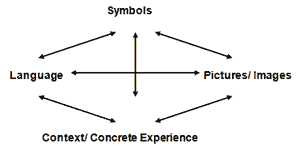 Symbols
Language
Pictures/ Images
Context/ Concrete Experience